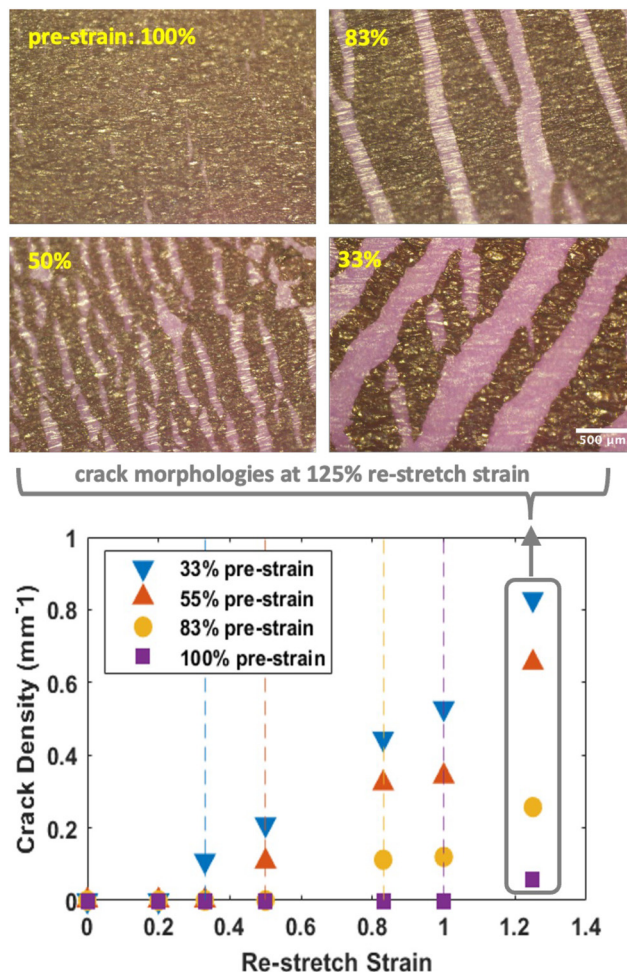 pre-strain: 100%
83%
50%
33%
500 µm
crack morphologies at 125% re-stretch strain
Crack Density (mm⁻1)
1
0.8
0.6
0.4
0.2
0
33% pre-strain
55% pre-strain
83% pre-strain
100% pre-strain
0 0.2 0.4 0.6 0.8 1 1.2 1.4
Re-stretch Strain